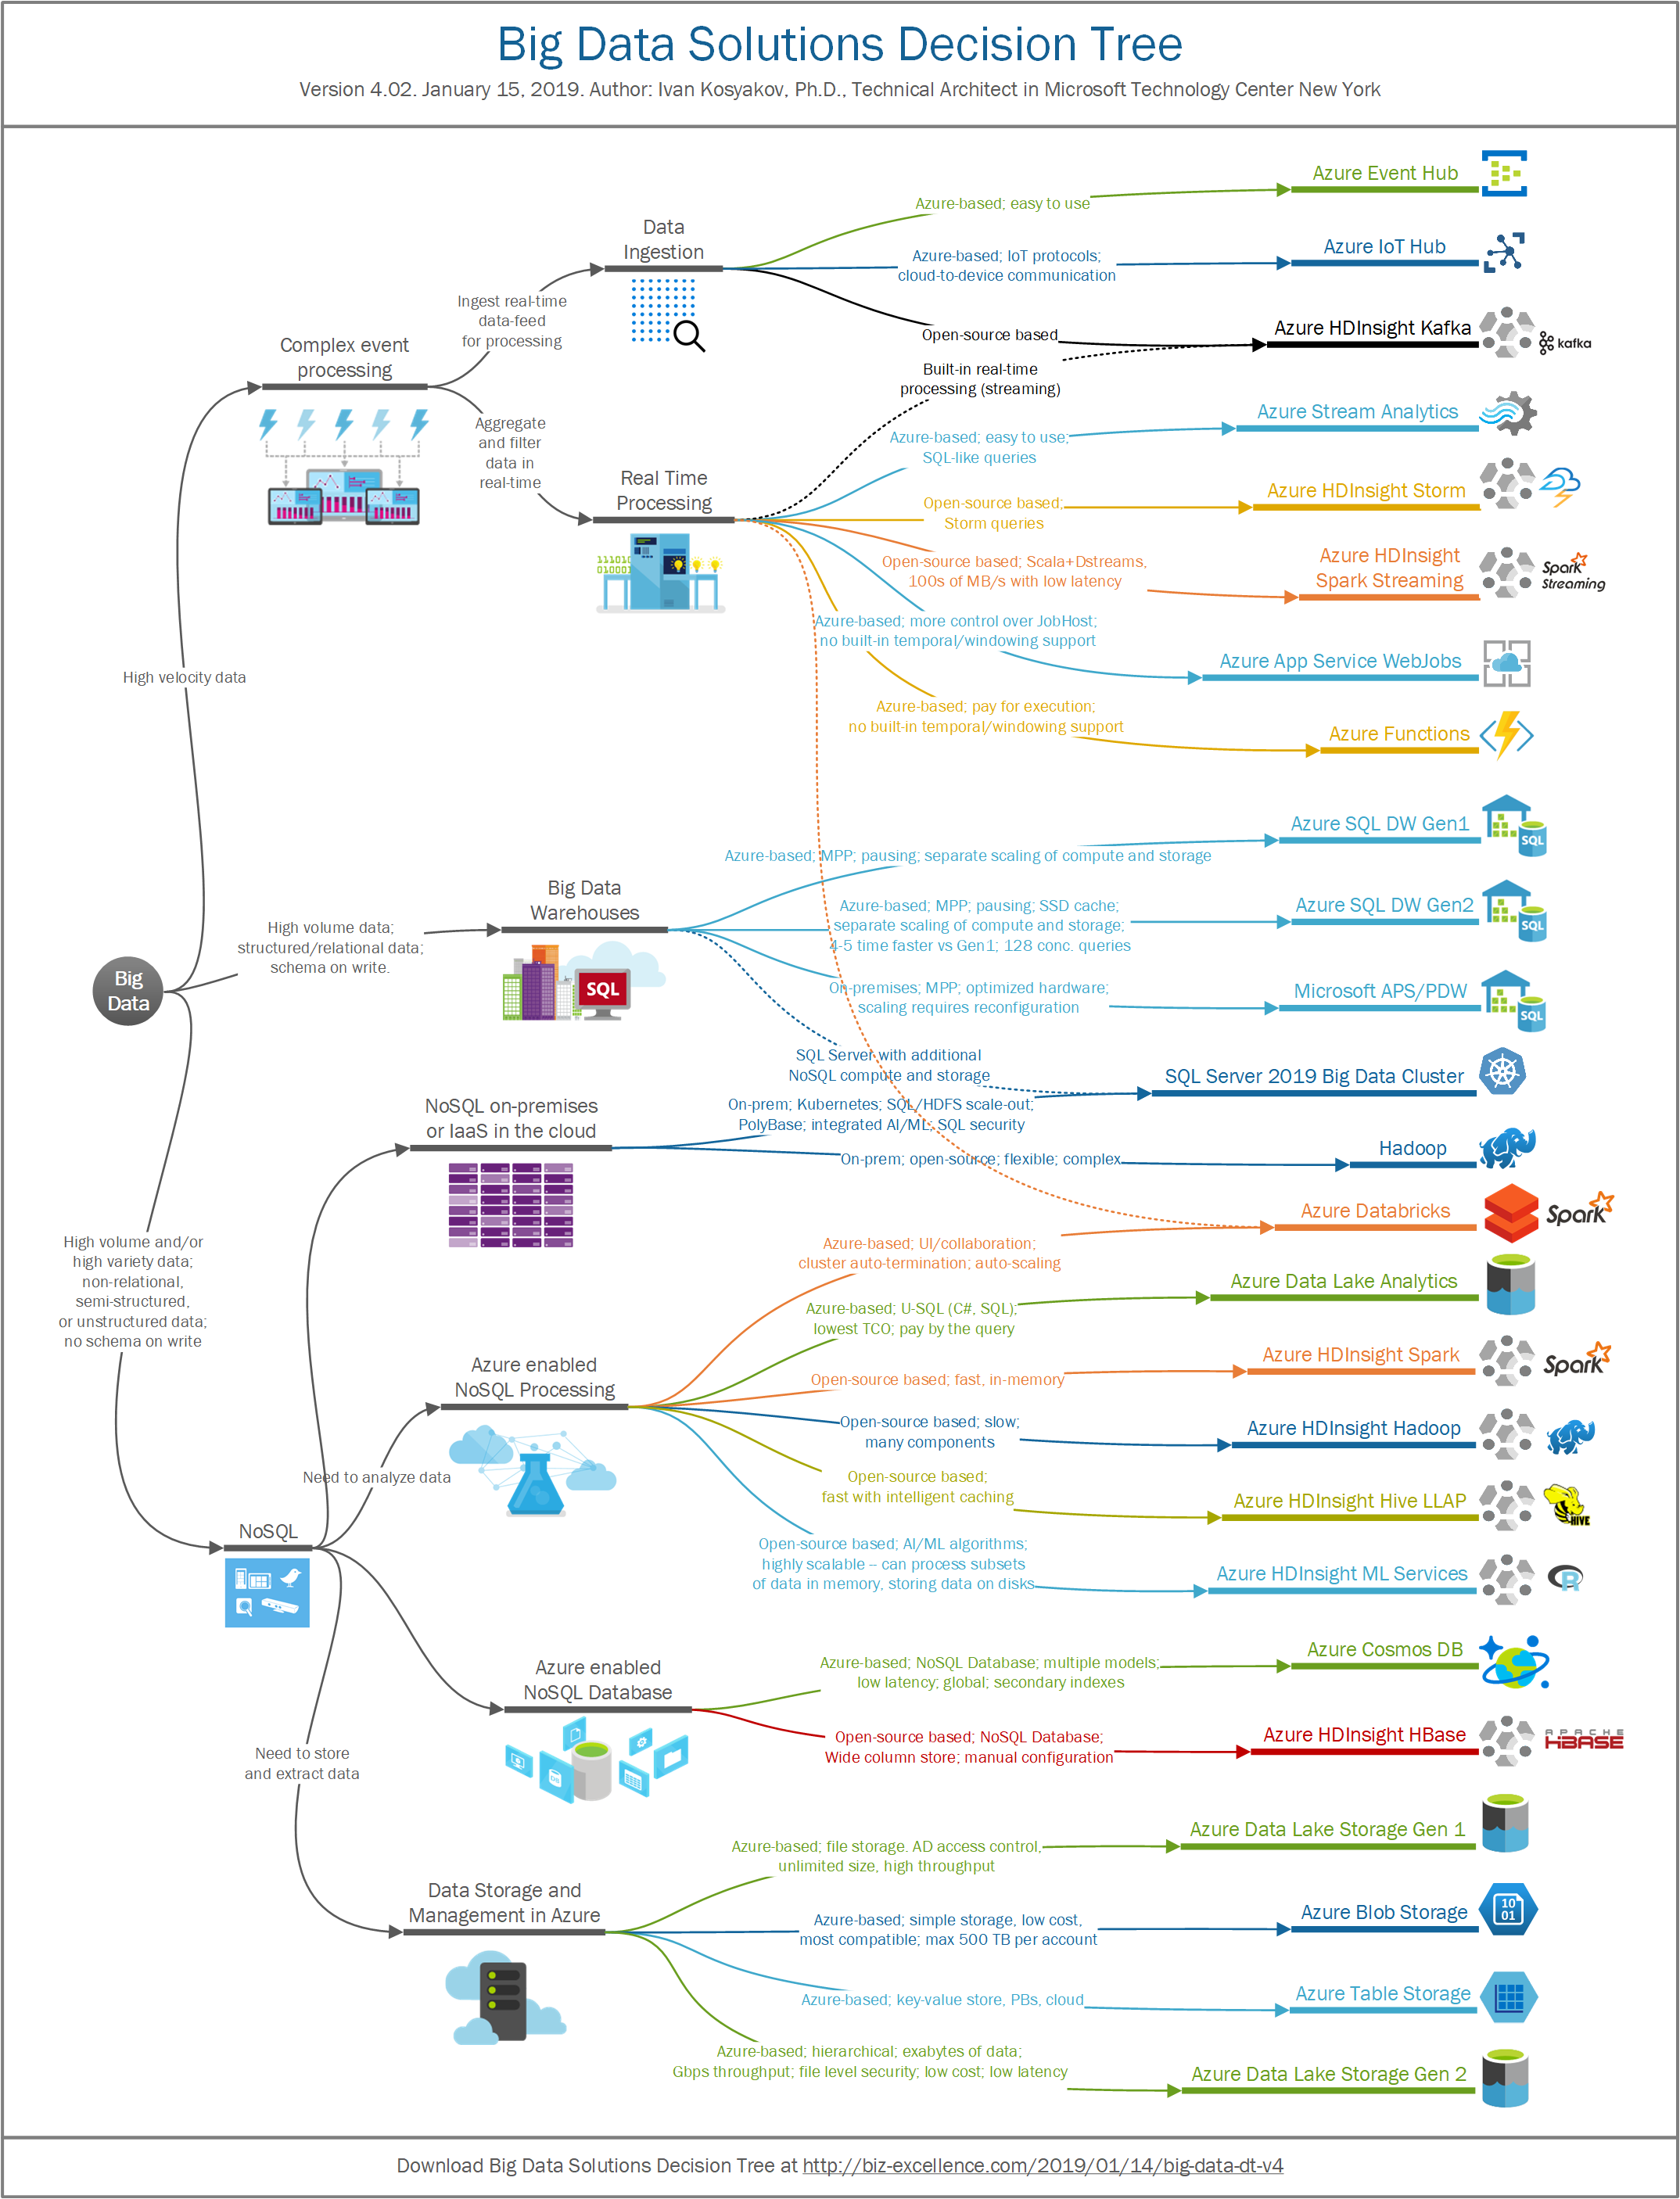 Big Data Solutions Decision Tree
Version 4.02. January 15, 2019. Author: Ivan Kosyakov, Ph.D., Technical Architect in Microsoft Technology Center New York
Big
Data
High velocity data
Complex event
processing
Ingest real-time
data-feed
for processing
Data
Ingestion
Azure-based; easy to use
Azure Event Hub
Azure-based; IoT protocols;
cloud-to-device communication
Azure IoT Hub
Open-source based
Azure HDInsight Kafka
kafka
Aggregate
and filter
data in
real-time
Real Time
Processing
11101
01000
Built-in real-time
processing (streaming)
Azure-based; easy to use;
SQL-like queries
Azure Stream Analytics
Open-source based;
Storm queries
Azure HDInsight Storm
Open-source based; Scala+Dstreams,
100s of MB/s with low latency
Azure HDInsight
Spark Streaming
Spark
Streaming
Azure-based; more control over JobHost;
no built-in temporal/windowing support
Azure App Service WebJobs
Azure-based; pay for execution;
no built-in temporal/windowing support
Azure Functions
High volume data;
structured/relational data;
schema on write.
Big Data
Warehouses
SQL
Azure-based; MPP; pausing; separate scaling of compute and storage
Azure SQL DW Gen1
SQL
Azure-based; MPP; pausing; SSD cache;
separate scaling of compute and storage;
4-5 time faster vs Gen1; 128 conc. queries
Azure SQL DW Gen2
SQL
On-premises; MPP; optimized hardware;
scaling requires reconfiguration
Microsoft APS/PDW
SQL
SQL Server with additional
NoSQL compute and storage
SQL Server 2019 Big Data Cluster
High volume and/or
high variety data;
non-relational,
semi-structured,
or unstructured data;
no schema on write
NoSQL
NoSQL on-premises
or IaaS in the cloud
On-prem; Kubernetes; SQL/HDFS scale-out;
PolyBase; integrated AI/ML; SQL security
On-prem; open-source; flexible; complex
Hadoop
Need to analyze data
Azure enabled
NoSQL Processing
Azure-based; UI/collaboration;
cluster auto-termination; auto-scaling
Azure Databricks
Spark
Azure-based; U-SQL (C#, SQL);
lowest TCO; pay by the query
Azure Data Lake Analytics
Open-source based; fast, in-memory
Azure HDInsight Spark
Spark
Open-source based; slow;
many components
Azure HDInsight Hadoop
Open-source based;
fast with intelligent caching
Azure HDInsight Hive LLAP
HIVE
Open-source based; AI/ML algorithms;
highly scalable – can process subsets
of data in memory, storing data on disks
Azure HDInsight ML Services
R
Azure enabled
NoSQL Database
Azure-based; NoSQL Database; multiple models;
low latency; global; secondary indexes
Azure Cosmos DB
Open-source based; NoSQL Database;
Wide column store; manual configuration
Azure HDInsight HBase
APACHE
HBASE
Need to store
and extract data
Data Storage and
Management in Azure
Azure-based; file storage. AD access control,
unlimited size, high throughput
Azure Data Lake Storage Gen 1
Azure-based; simple storage, low cost,
most compatible; max 500 TB per account
Azure Blob Storage
10
01
Azure-based; key-value store, PBs, cloud
Azure Table Storage
Azure-based; hierarchical; exabytes of data;
Gbps throughput; file level security; low cost; low latency
Azure Data Lake Storage Gen 2
Download Big Data Solutions Decision Tree at http://biz-excellence.com/2019/01/14/big-data-dt-v4